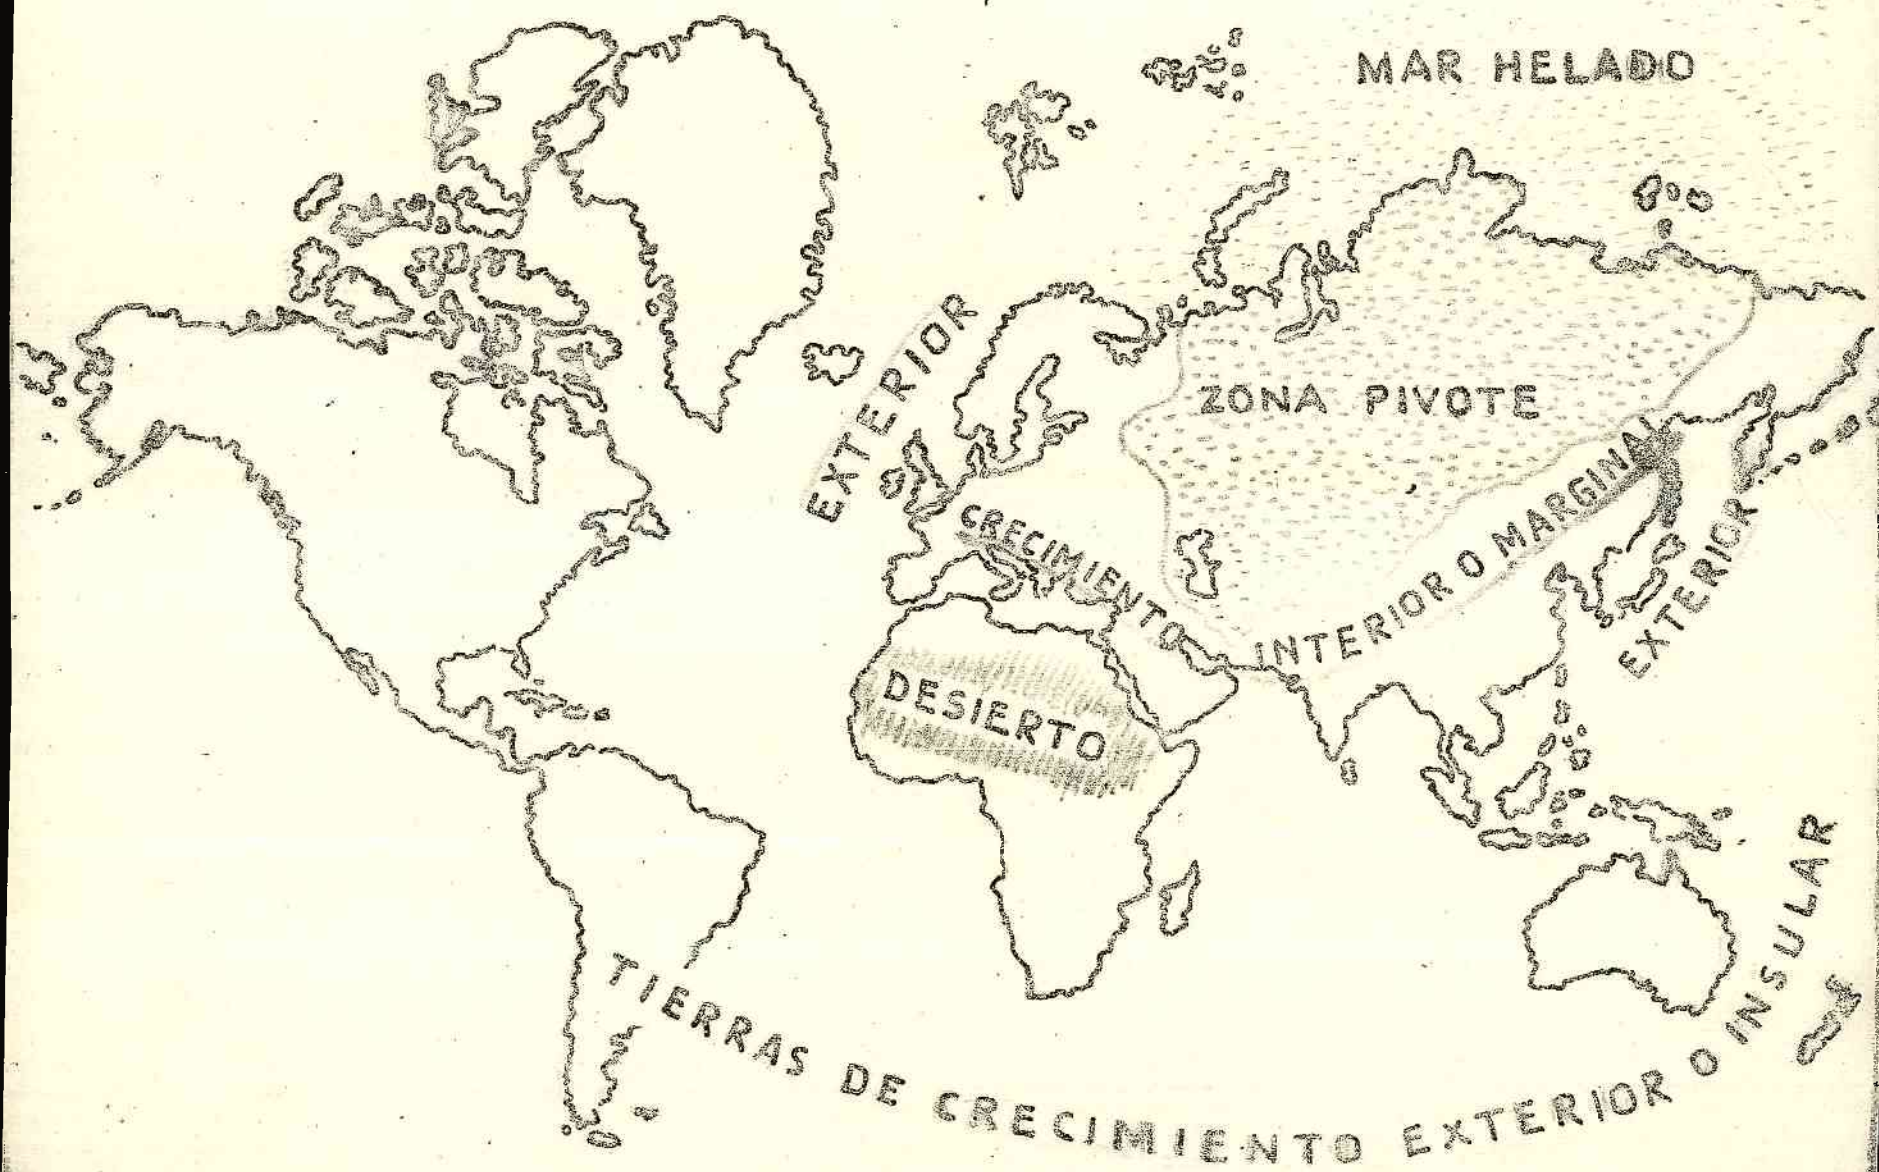 MAR HELADO
EXTERIOR
ZONA PIVOTE
CRECIMIENTO INTERIOR O MARGINAL
EXTERIOR
DESIERTO
TIERRAS DE CRECIMIENTO EXTERIOR O INSULAR